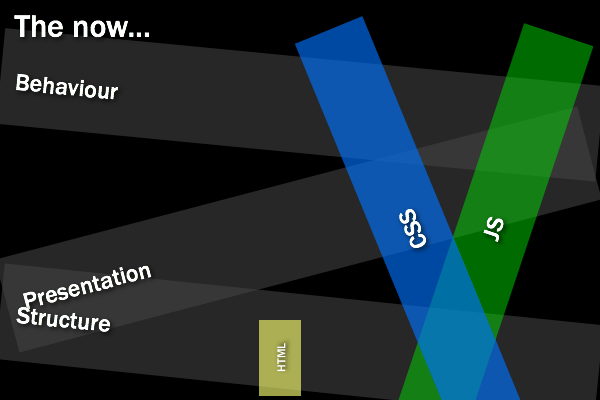 The now...
Behaviour
CSS
JS
Presentation
Structure
HTML